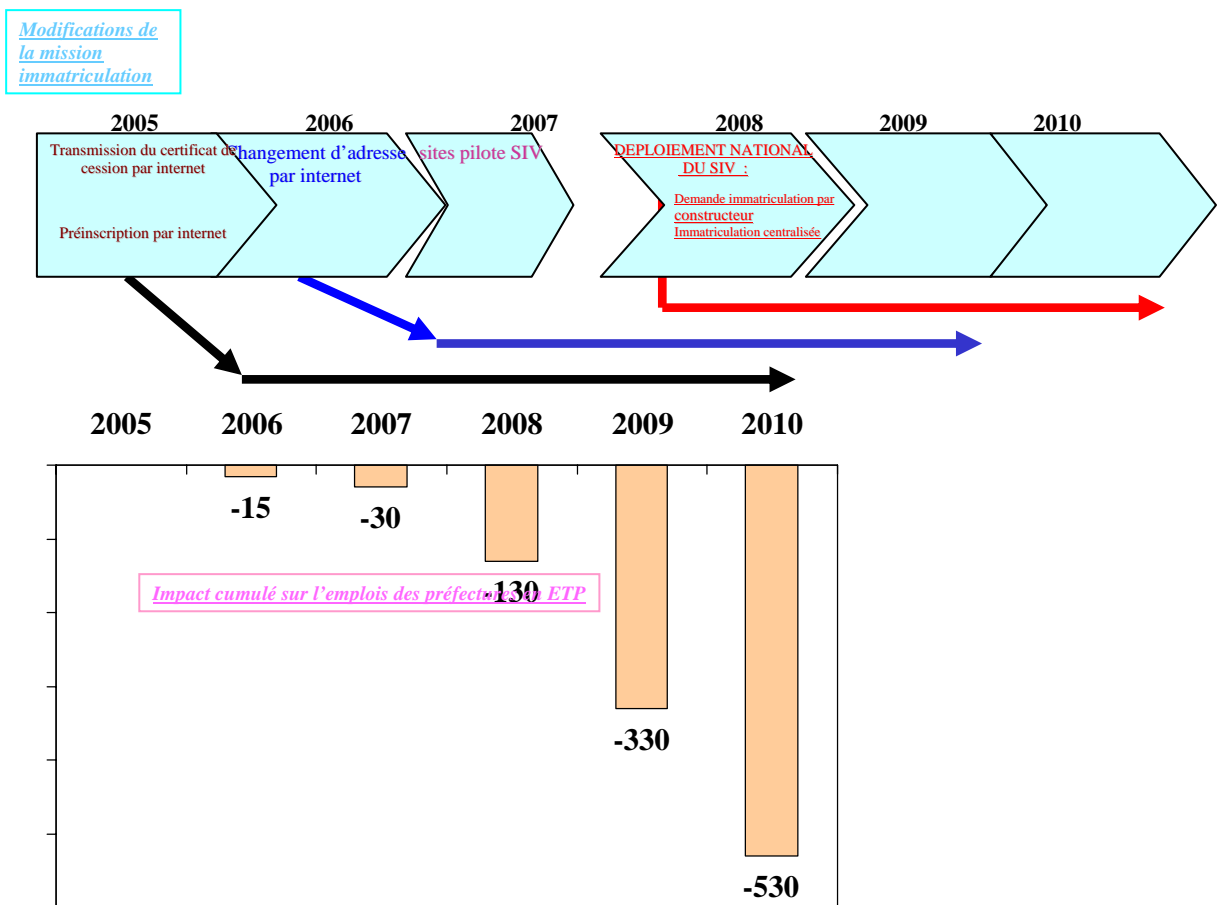 Modifications de
la mission
immatriculation
2005 2006 2007 2008 2009 2010
Transmission du certificat de
cession par internet
Préinscription par internet
Changement d'adresse
par internet
sites pilote SIV
DEPLOIEMENT NATIONAL
DU SIV :
Demande immatriculation par
constructeur
Immatriculation centralisée
2005 2006 2007 2008 2009 2010
-15
-30
-130
Impact cumulé sur l'emplois des préfectures en ETP
-330
-530